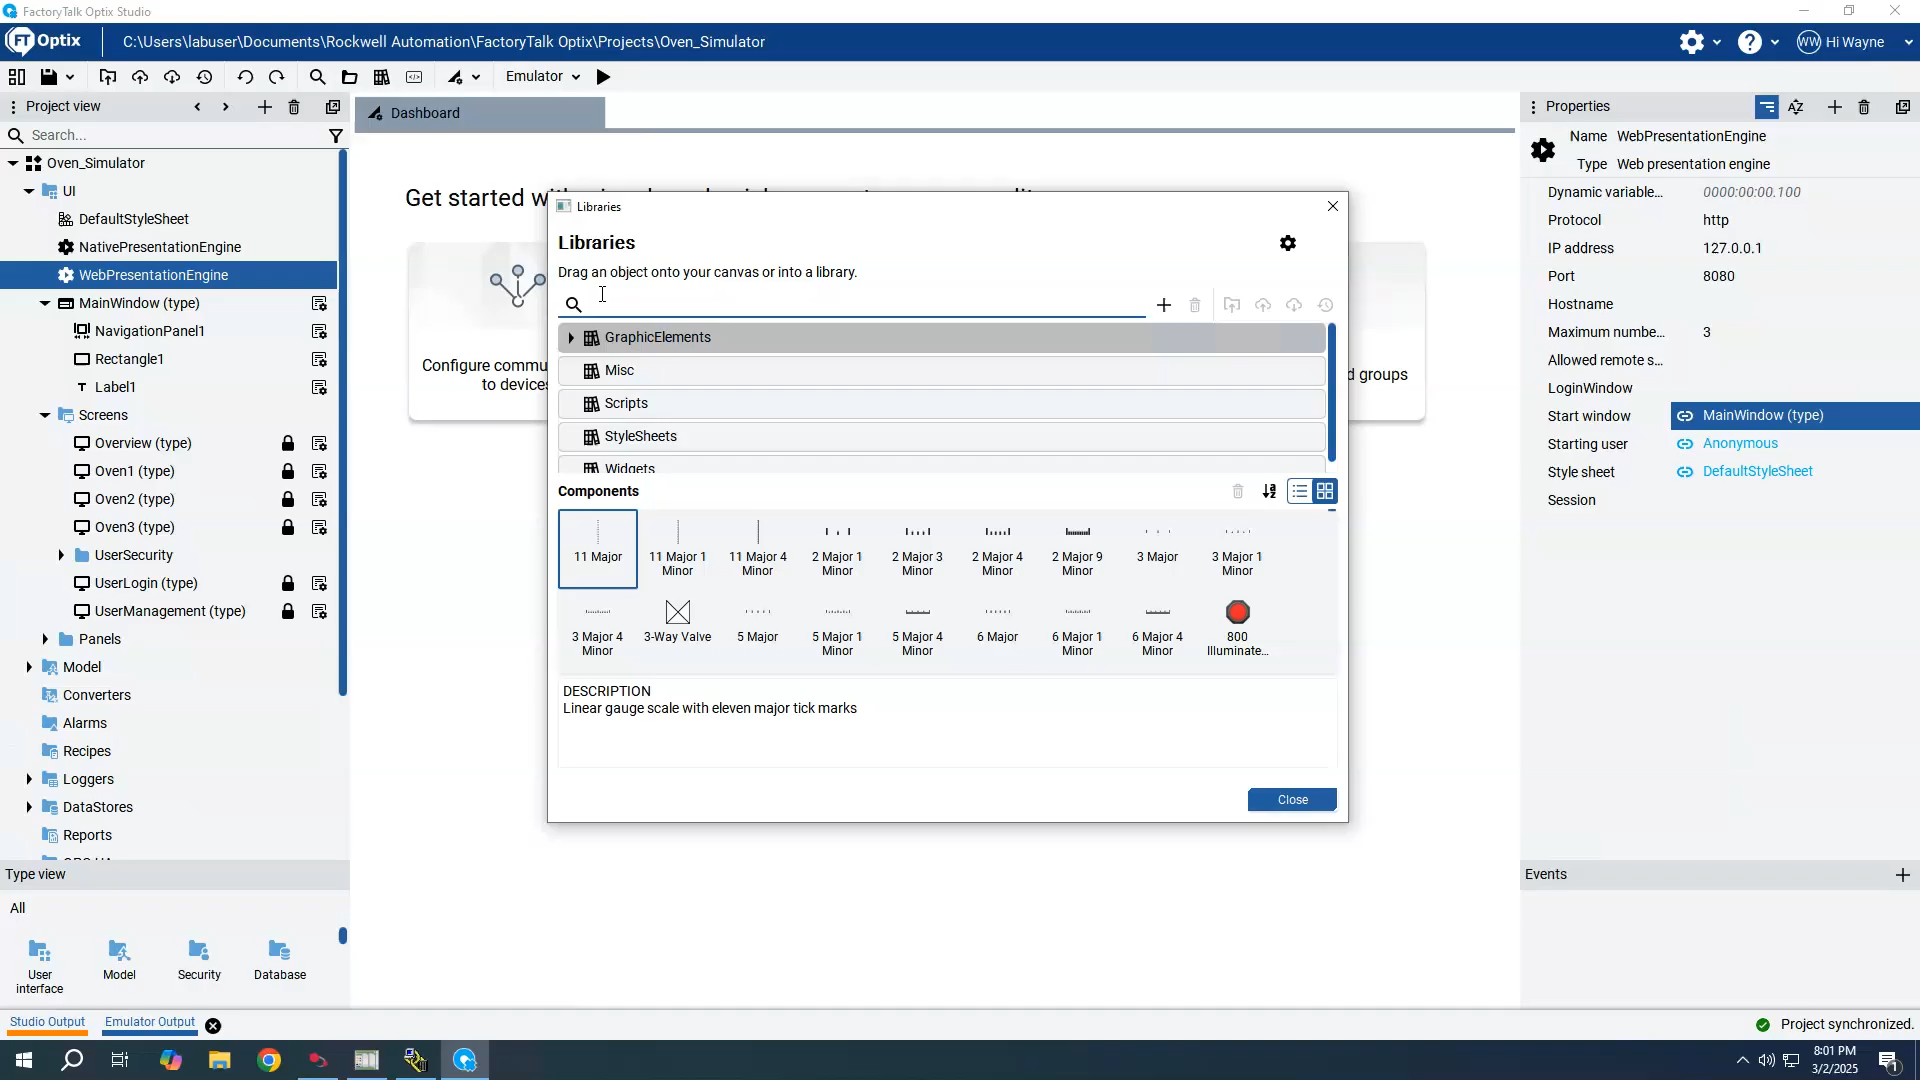 FactoryTalk Optix Studio
FT Optix
C:\Users\labuser\Documents\Rockwell Automation\FactoryTalk Optix\Projects\Oven_Simulator
WW Hi Wayne
Emulator
Project view
Search...
Oven_Simulator
UI
DefaultStyleSheet
NativePresentationEngine
WebPresentationEngine
MainWindow (type)
NavigationPanel1
Rectangle1
Label1
Screens
Overview (type)
Oven1 (type)
Oven2 (type)
Oven3 (type)
UserSecurity
UserLogin (type)
UserManagement (type)
Panels
Model
Converters
Alarms
Recipes
Loggers
DataStores
Reports
Type view
All
User interface
Model
Security
Database
Studio Output
Emulator Output
Dashboard
Get started wit
Configure commu
to devices
d groups
Libraries
Libraries
Drag an object onto your canvas or into a library.
GraphicElements
Misc
Scripts
StyleSheets
Widgets
Components
11 Major
11 Major 1 Minor
11 Major 4 Minor
2 Major 1 Minor
2 Major 3 Minor
2 Major 4 Minor
2 Major 9 Minor
3 Major
3 Major 1 Minor
3 Major 4 Minor
3-Way Valve
5 Major
5 Major 1 Minor
5 Major 4 Minor
6 Major
6 Major 1 Minor
6 Major 4 Minor
800 Illuminate...
DESCRIPTION
Linear gauge scale with eleven major tick marks
Close
Properties
Name WebPresentationEngine
Type Web presentation engine
Dynamic variable... 0000:00:00.100
Protocol http
IP address 127.0.0.1
Port 8080
Hostname
Maximum numbe... 3
Allowed remote s...
LoginWindow
Start window MainWindow (type)
Starting user Anonymous
Style sheet DefaultStyleSheet
Session
Events
Project synchronized.
8:01 PM
3/2/2025
1